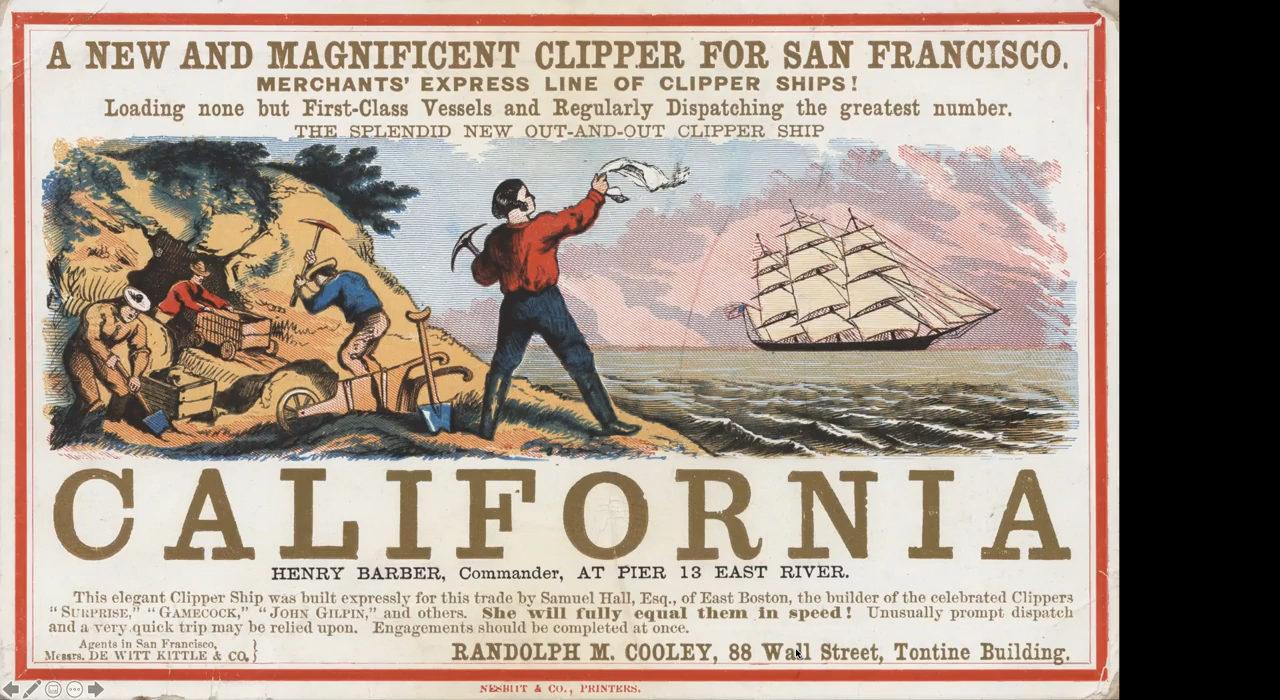 A NEW AND MAGNIFICENT CLIPPER FOR SAN FRANCISCO.
MERCHANTS' EXPRESS LINE OF CLIPPER SHIPS!
Loading none but First-Class Vessels and Regularly Dispatching the greatest number.
THE SPLENDID NEW OUT-AND-OUT CLIPPER SHIP
CALIFORNIA
HENRY BARBER, Commander, AT PIER 13 EAST RIVER.
This elegant Clipper Ship was built expressly for this trade by Samuel Hall, Esq., of East Boston, the builder of the celebrated Clippers
"SURPRISE," "GAMECOCK," "JOHN GILPIN," and others. She will fully equal them in speed! Unusually prompt dispatch
and a very quick trip may be relied upon. Engagements should be completed at once.
Agents in San Francisco,
Messrs. DE WITT KITTLE & CO.
RANDOLPH M. COOLEY, 88 Wall Street, Tontine Building.
NESBITT & CO., PRINTERS.